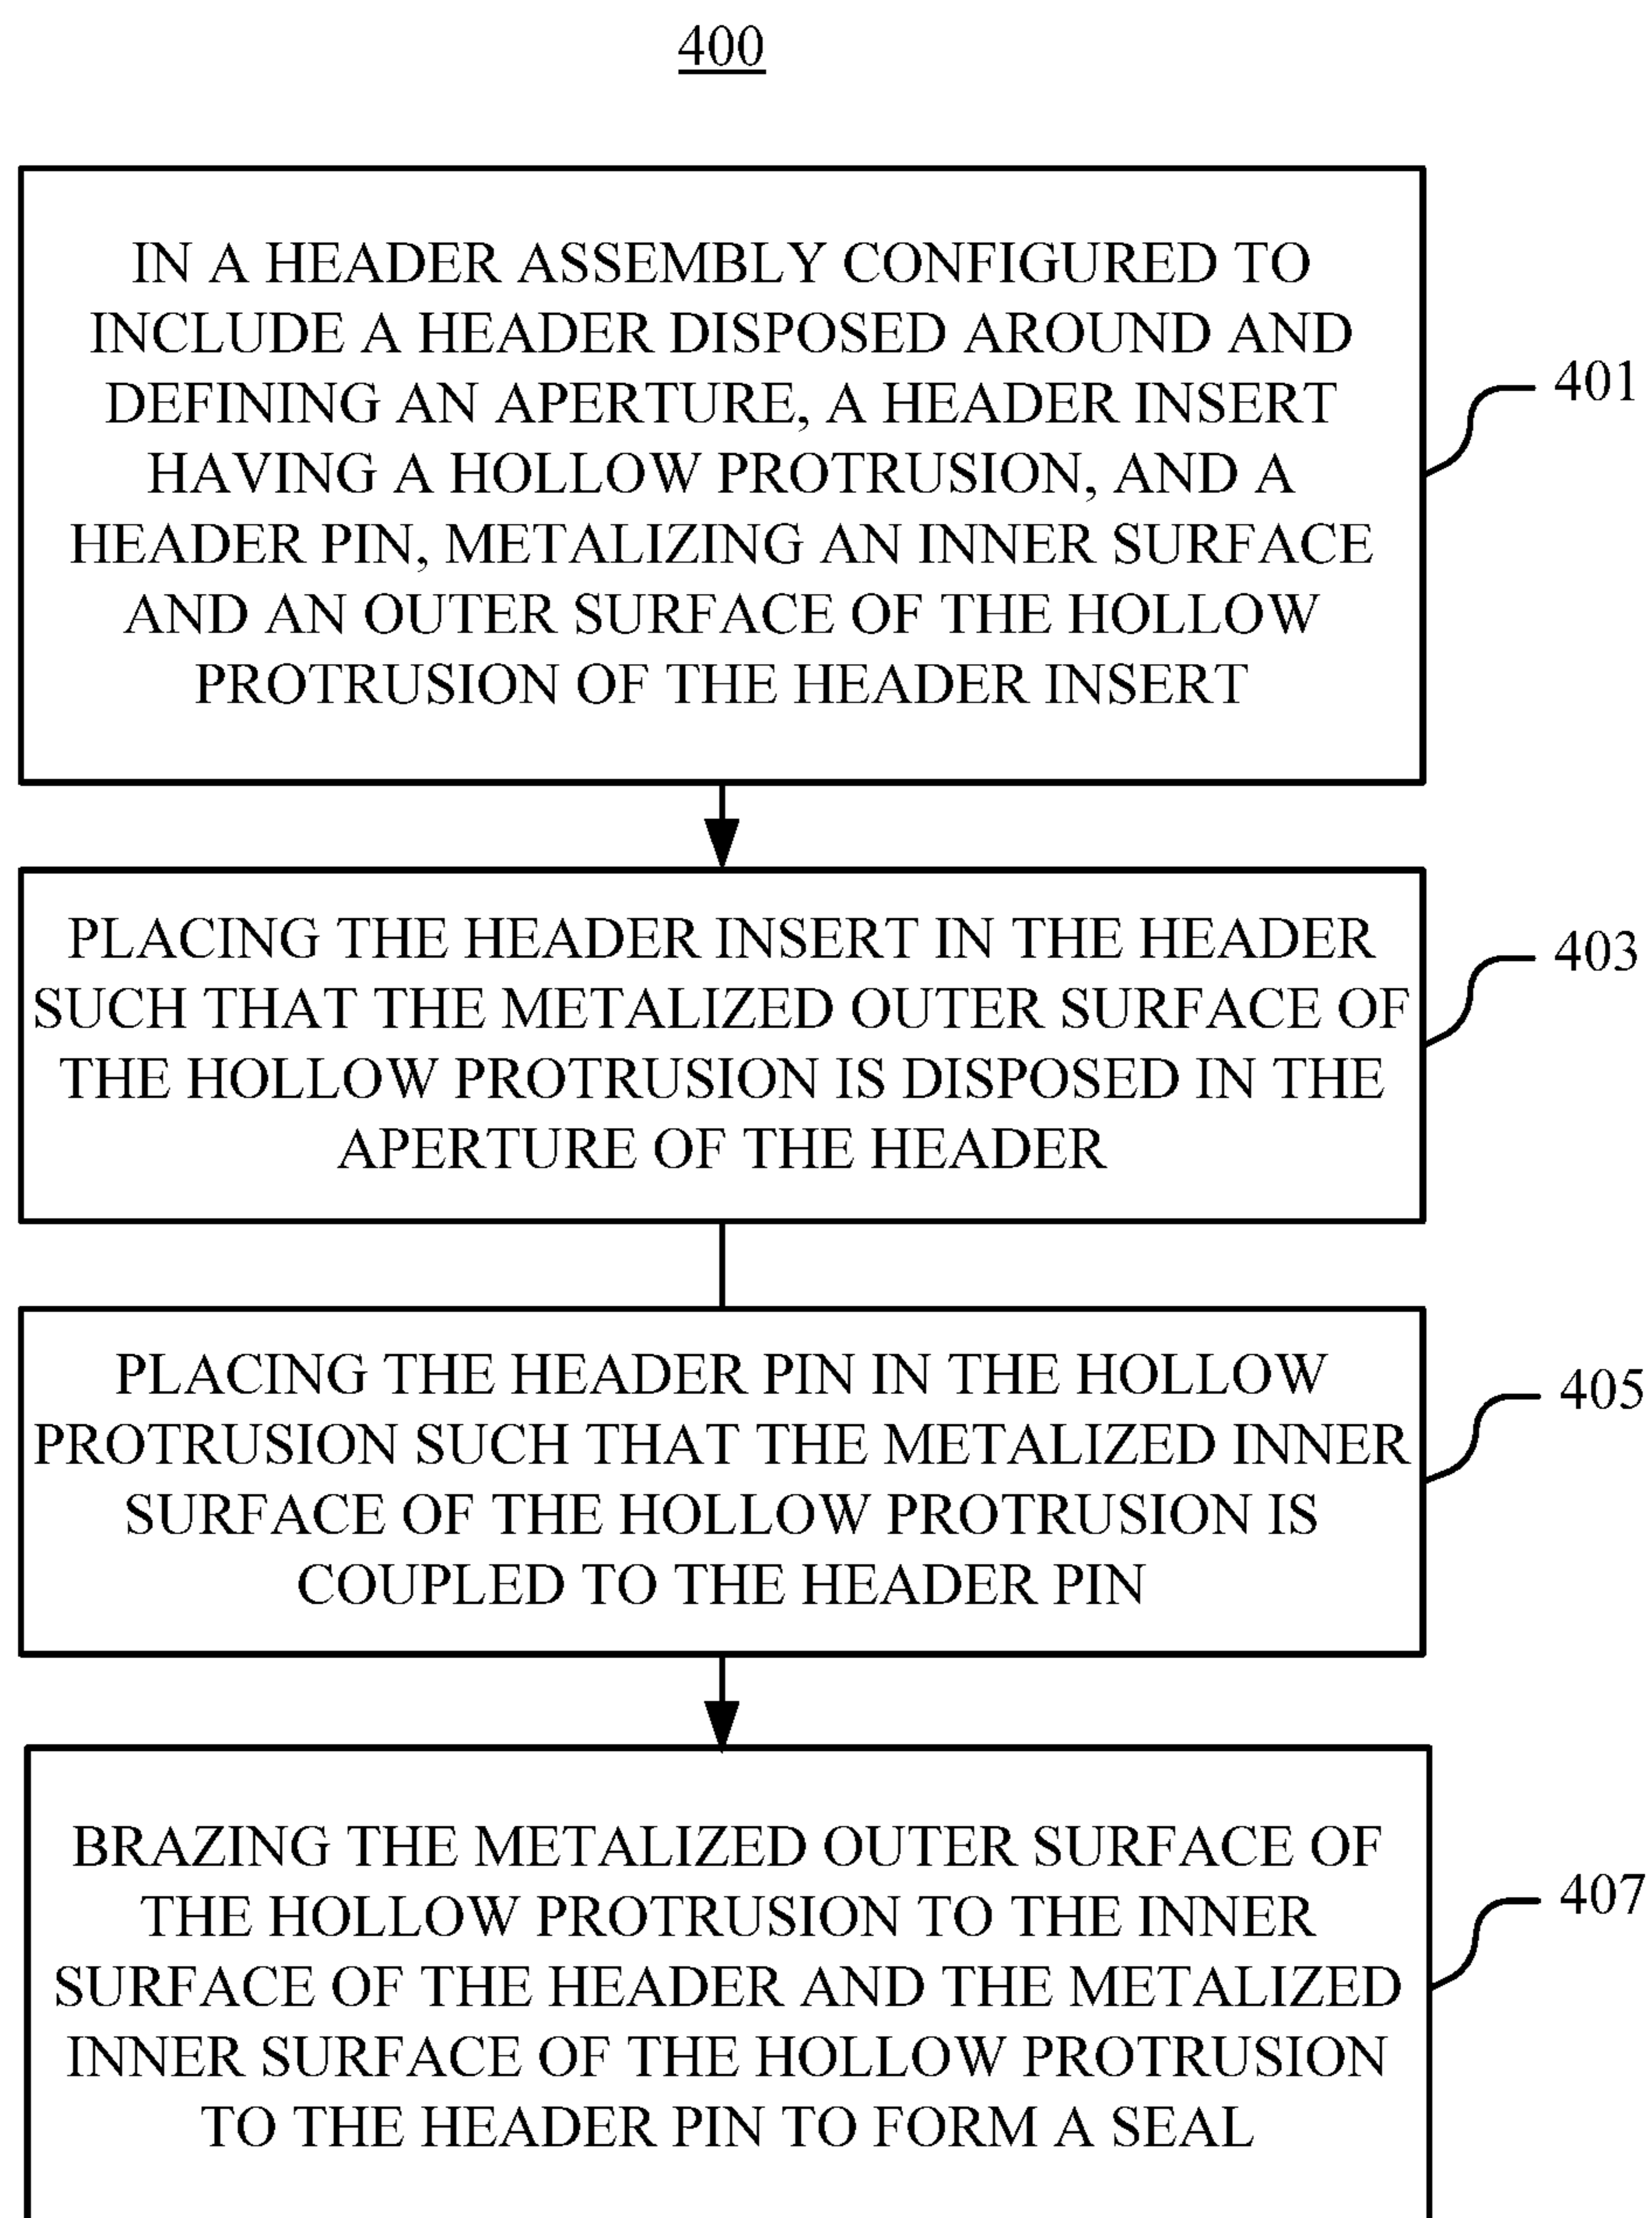 400
IN A HEADER ASSEMBLY CONFIGURED TO
INCLUDE A HEADER DISPOSED AROUND AND
DEFINING AN APERTURE, A HEADER INSERT
HAVING A HOLLOW PROTRUSION, AND A
HEADER PIN, METALIZING AN INNER SURFACE
AND AN OUTER SURFACE OF THE HOLLOW
PROTRUSION OF THE HEADER INSERT
401
PLACING THE HEADER INSERT IN THE HEADER
SUCH THAT THE METALIZED OUTER SURFACE OF
THE HOLLOW PROTRUSION IS DISPOSED IN THE
APERTURE OF THE HEADER
403
PLACING THE HEADER PIN IN THE HOLLOW
PROTRUSION SUCH THAT THE METALIZED INNER
SURFACE OF THE HOLLOW PROTRUSION IS
COUPLED TO THE HEADER PIN
405
BRAZING THE METALIZED OUTER SURFACE OF
THE HOLLOW PROTRUSION TO THE INNER
SURFACE OF THE HEADER AND THE METALIZED
INNER SURFACE OF THE HOLLOW PROTRUSION
TO THE HEADER PIN TO FORM A SEAL
407